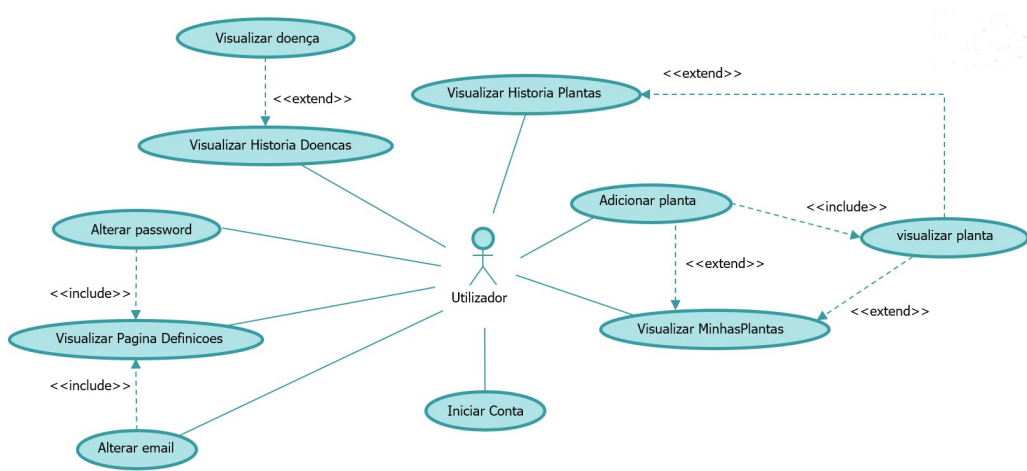 Visualizar doença
<<extend>>
Visualizar Historia Plantas
<<extend>>
Visualizar Historia Doencas
Adicionar planta
<<include>>
Alterar password
visualizar planta
<<extend>>
<<include>>
Utilizador
<<extend>>
Visualizar MinhasPlantas
Visualizar Pagina Definicoes
<<include>>
Iniciar Conta
Alterar email